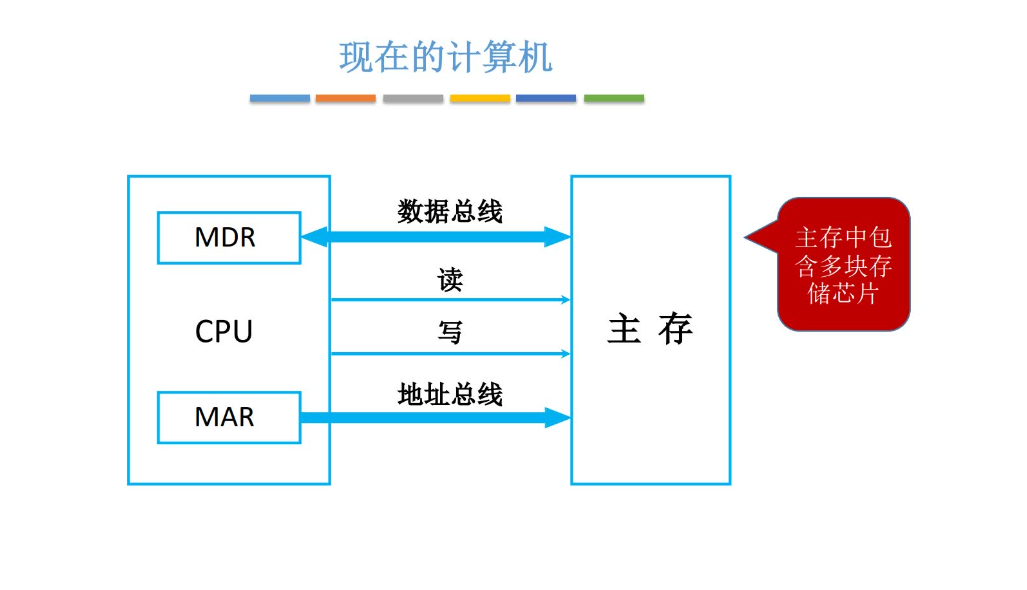 现在的计算机
数据总线
MDR
读
CPU
写
主 存
地址总线
MAR
主存中包
含多块存
储芯片